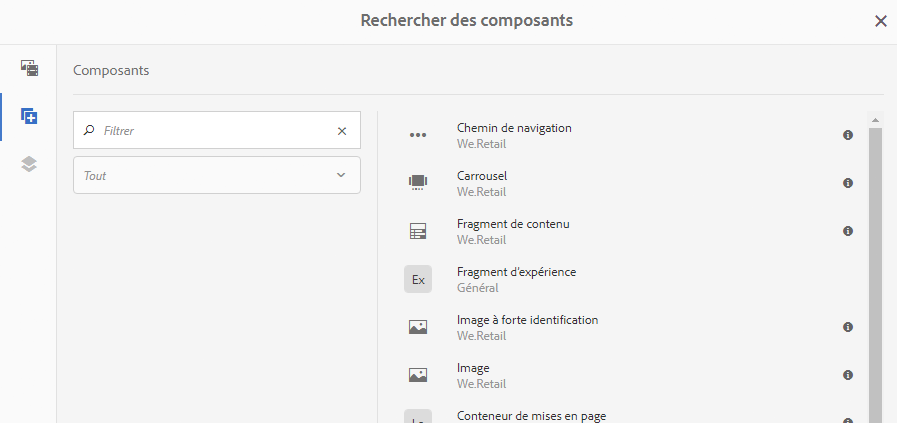 Rechercher des composants
Composants
Filtrer
Tout
Chemin de navigation
We.Retail
Carrousel
We.Retail
Fragment de contenu
We.Retail
Ex
Fragment d'expérience
Général
Image à forte identification
We.Retail
Image
We.Retail
Conteneur de mises en page